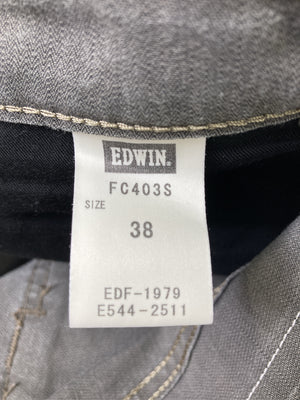 EDWIN.
FC403S
SIZE
38
EDF-1979
E544-2511